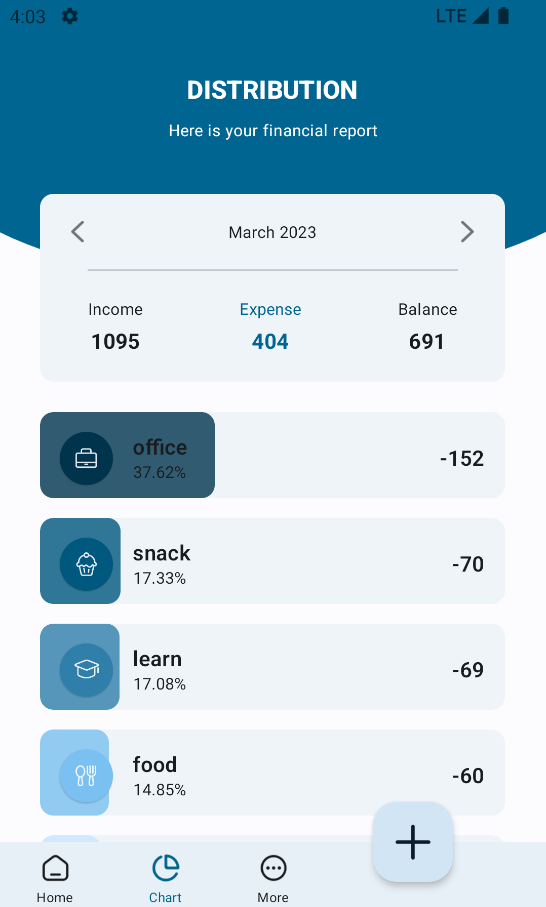 4:03 LTE
DISTRIBUTION
Here is your financial report
March 2023
Income Expense Balance
1095 404 691
office
37.62%
-152
snack
17.33%
-70
learn
17.08%
-69
food
14.85%
-60
Home Chart More